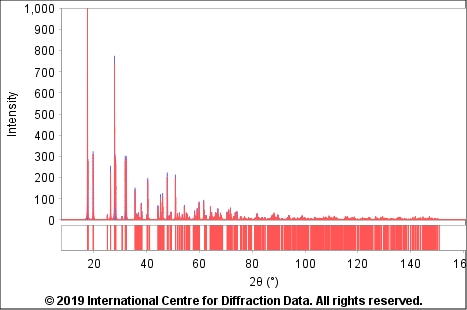 1,000
900
800
700
600
500
400
300
200
100
0
Intensity
20 40 60 80 100 120 140 160
2θ (°)
© 2019 International Centre for Diffraction Data. All rights reserved.